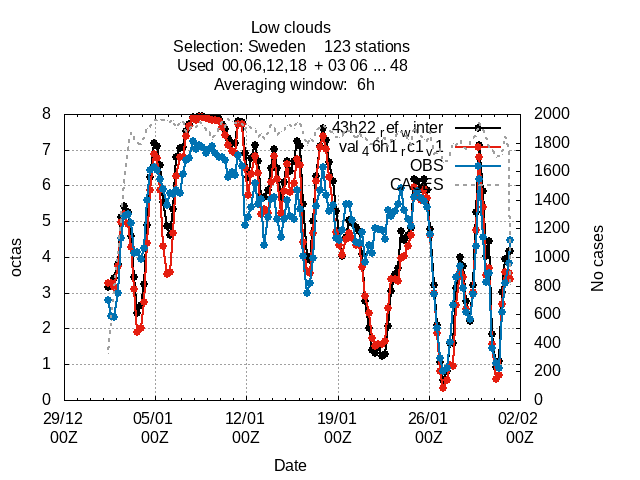 Low clouds
Selection: Sweden 123 stations
Used 00,06,12,18 + 03 06 ... 48
Averaging window: 6h
8 2000
43h22_ref_winter
7 1800
val_46h1_rc1_v1
OBS
6 1600
CASES
5 1400
1200
octas
4 1000
No cases
3 800
600
2
400
1
200
0 0
29/12 05/01 12/01 19/01 26/01 02/02
00Z 00Z 00Z 00Z 00Z 00Z
Date